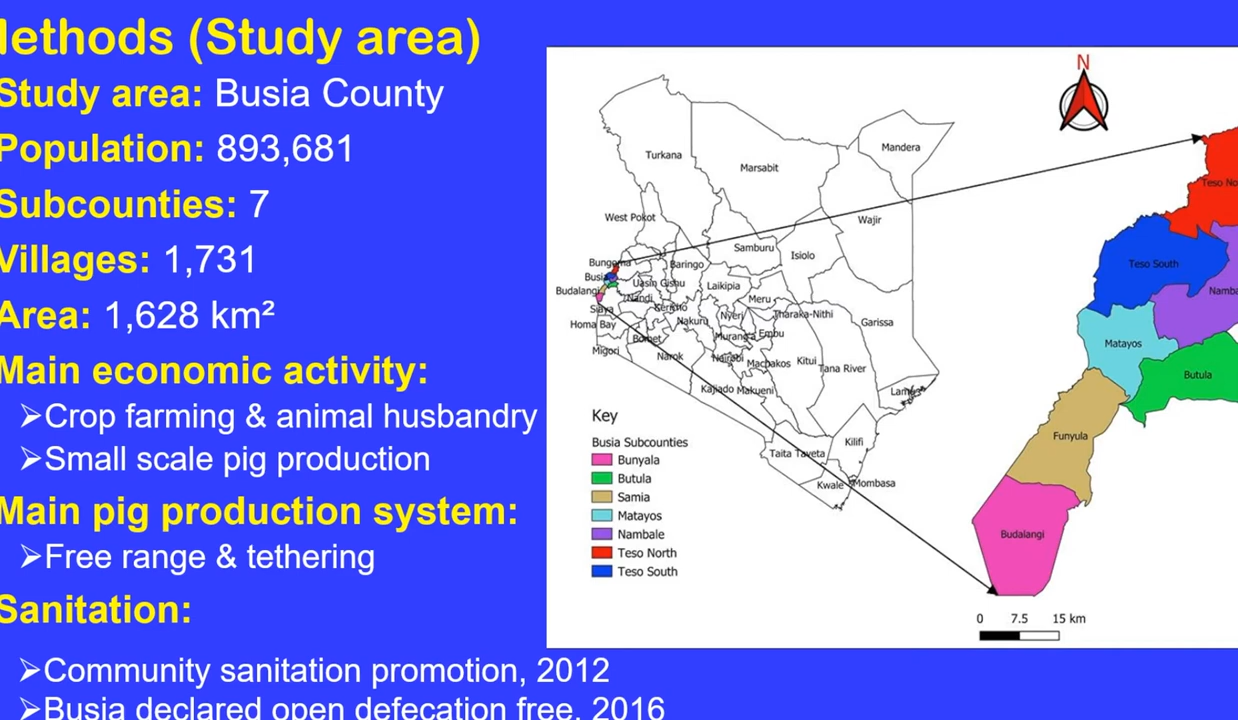 lethods (Study area)
Study area: Busia County
Population: 893,681
Subcounties: 7
Villages: 1,731
Area: 1,628 km²
Main economic activity:
➢Crop farming & animal husbandry
➢Small scale pig production
Main pig production system:
➢Free range & tethering
Sanitation:
➢Community sanitation promotion, 2012
➢Busia declared open defecation free, 2016
N
Turkana
Marsabit
Mandera
West Pokot
Wajir
Samburu
Isiolo
Bungoma
Baringo
Busia
Uasin Gishu
Laikipia
Budalangi
Nandi
Meru
Siaya
Kericho
Nyeri
Tharaka-Nithi
Homa Bay
Nakuru
Garissa
Bomet
Murang'a
Embu
Migori
Narok
Nairobi
Machakos
Kitui
Tana River
Kajiado
Makueni
Lamu
Kilifi
Taita Taveta
Kwale
Mombasa
Key
Busia Subcounties
Bunyala
Butula
Samia
Matayos
Nambale
Teso North
Teso South
Teso No
Teso South
Namba
Matayos
Butula
Funyula
Budalangi
0 7.5 15 km